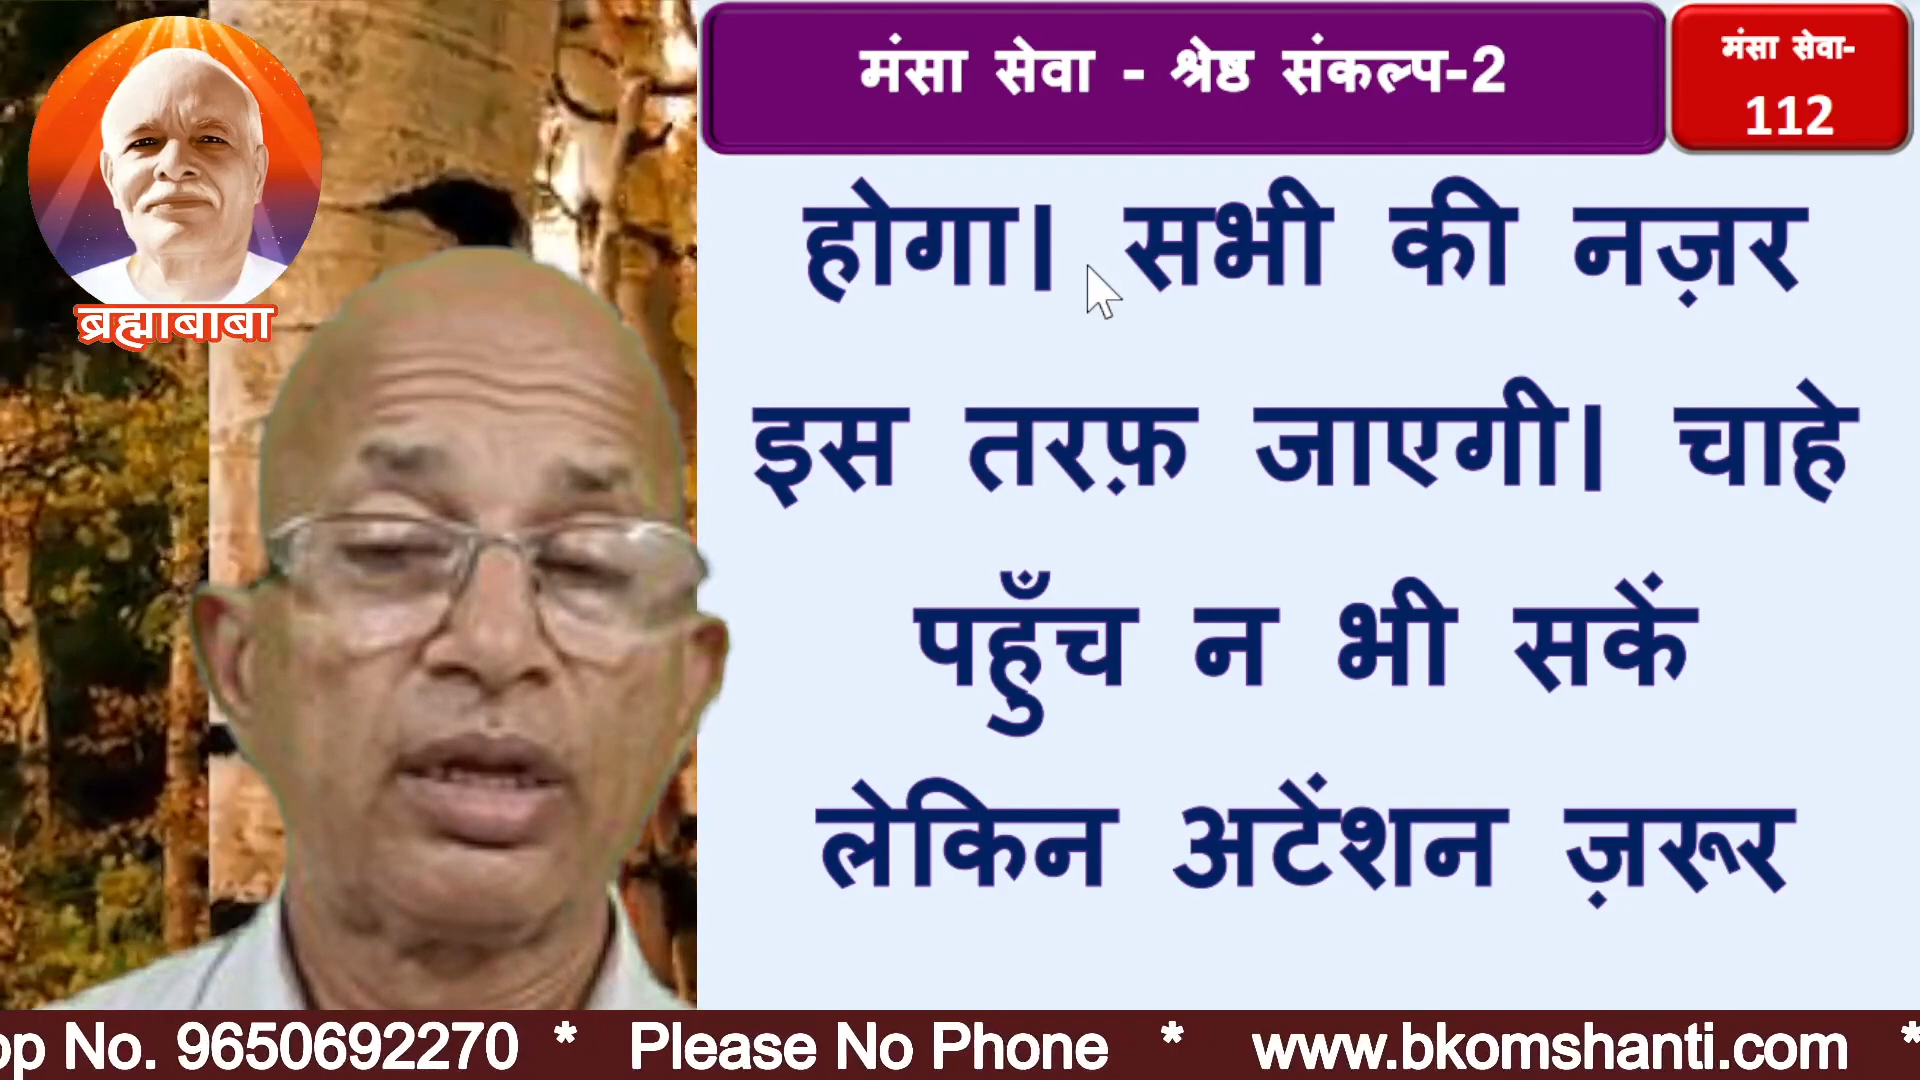 मंसा सेवा - श्रेष्ठ संकल्प-2
मंसा सेवा-
112
ब्रह्माबाबा
होगा। सभी की नज़र
इस तरफ़ जाएगी। चाहे
पहुँच न भी सकें
लेकिन अटेंशन ज़रूर
No. 9650692270 * Please No Phone * www.bkomshanti.com *